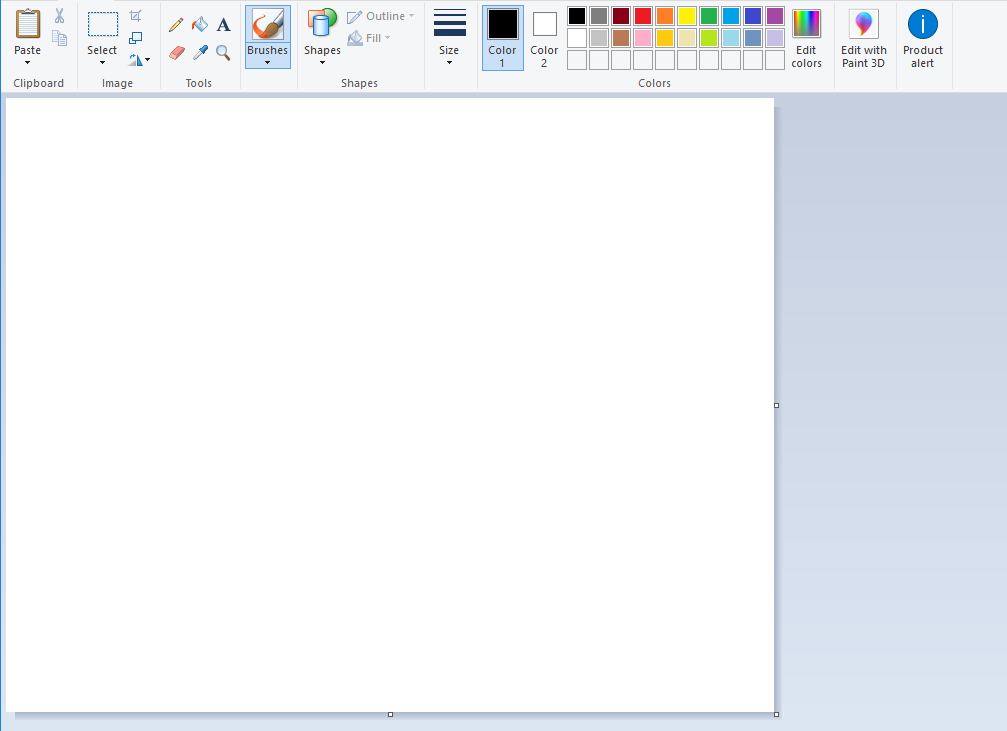 Paste
Clipboard
Select
Image
A
Tools
Brushes
Shapes
Outline
Fill
Shapes
Size
Color
1
Color
2
Colors
Edit
colors
Edit with
Paint 3D
i
Product
alert